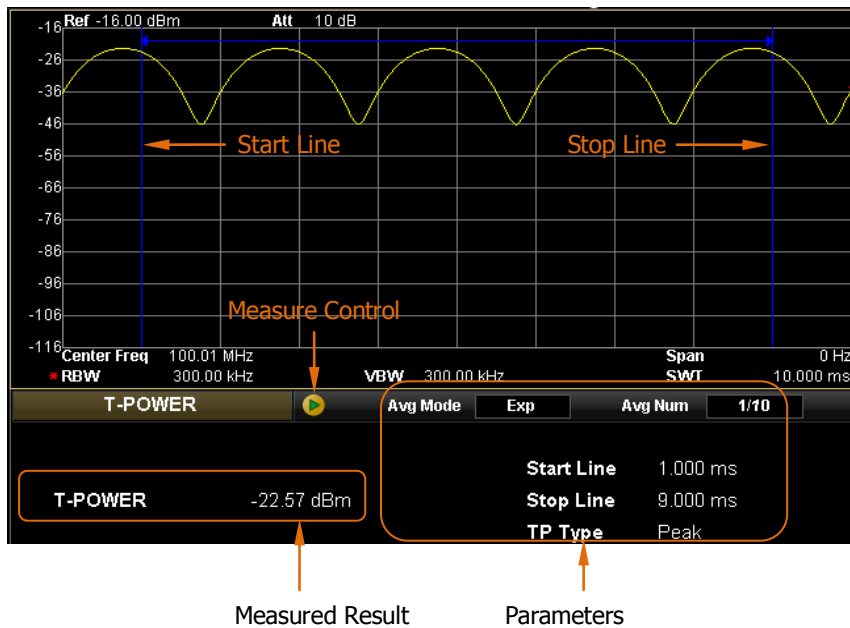 Ref -16.00 dBm Att 10 dB
-16
-26
-36
-46
Start Line Stop Line
-56
-66
-76
-86
-96
Measure Control
-106
-116
Center Freq 100.01 MHz Span 0 Hz
* RBW 300.00 kHz VBW 300.00 kHz SWT 10.000 ms
T-POWER Avg Mode Exp Avg Num 1/10
Start Line 1.000 ms
T-POWER -22.57 dBm Stop Line 9.000 ms
TP Type Peak
Measured Result Parameters